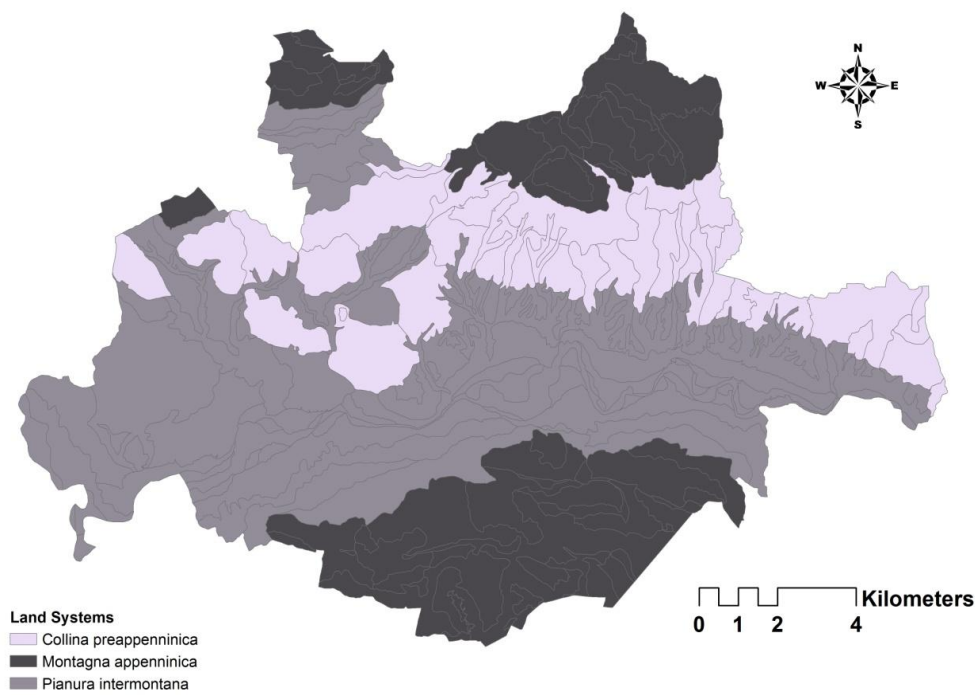 N
W E
S
Kilometers
0 1 2 4
Land Systems
Collina preappenninica
Montagna appenninica
Pianura intermontana